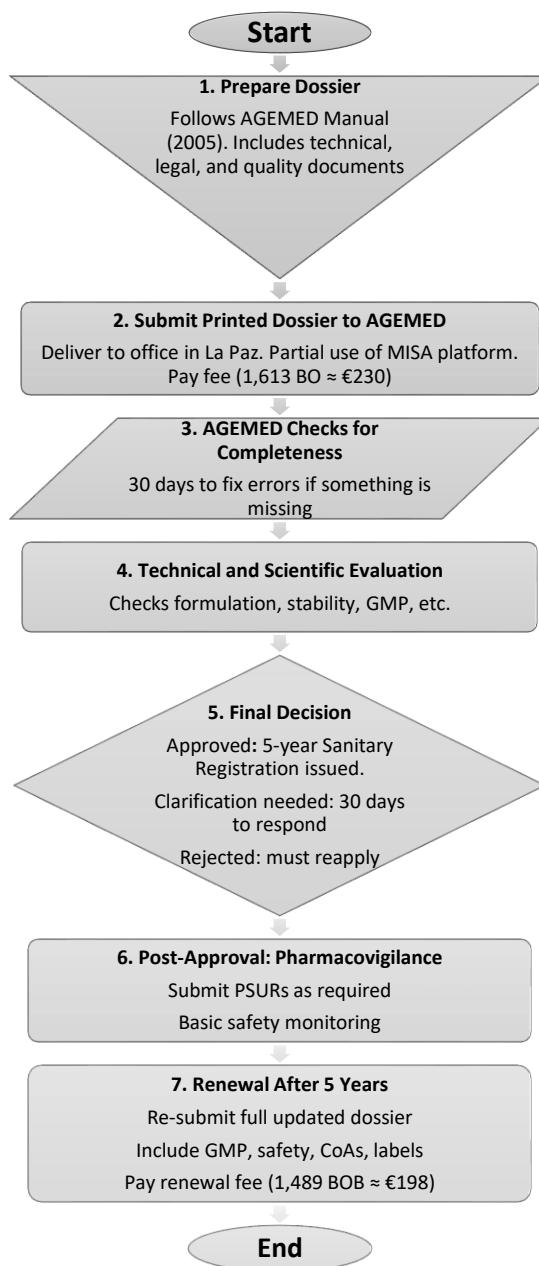 Start
1. Prepare Dossier
Follows AGEMED Manual
(2005). Includes technical,
legal, and quality documents
2. Submit Printed Dossier to AGEMED
Deliver to office in La Paz. Partial use of MISA platform.
Pay fee (1,613 BO ≈ €230)
3. AGEMED Checks for
Completeness
30 days to fix errors if something is
missing
4. Technical and Scientific Evaluation
Checks formulation, stability, GMP, etc.
5. Final Decision
Approved: 5-year Sanitary
Registration issued.
Clarification needed: 30 days
to respond
Rejected: must reapply
6. Post-Approval: Pharmacovigilance
Submit PSURs as required
Basic safety monitoring
7. Renewal After 5 Years
Re-submit full updated dossier
Include GMP, safety, CoAs, labels
Pay renewal fee (1,489 BOB ≈ €198)
End